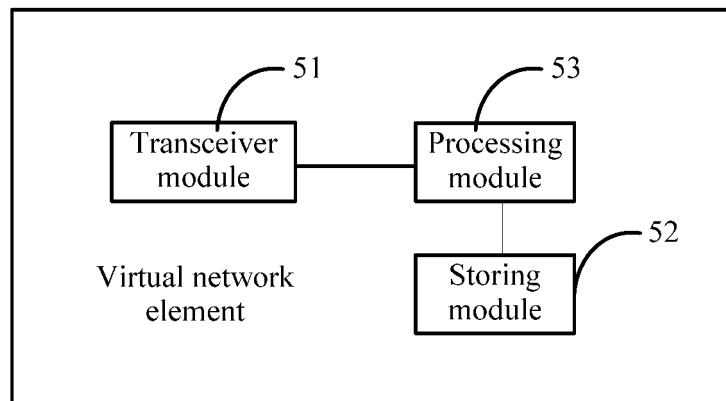 51
53
Transceiver
module
Processing
module
52
Virtual network
element
Storing
module